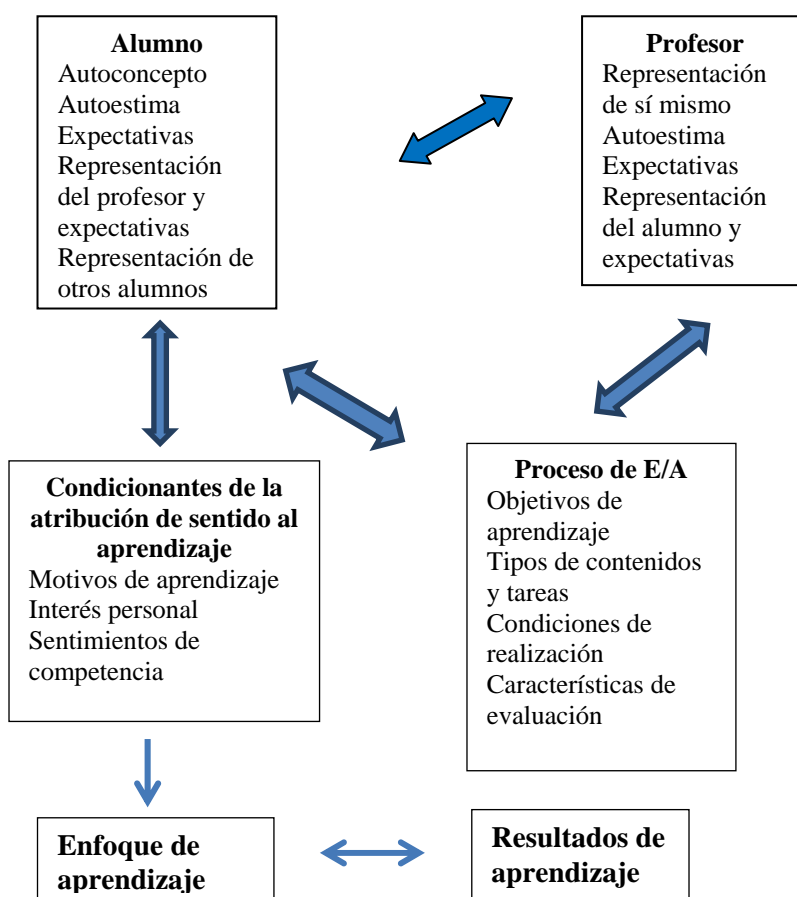 Alumno
Autoconcepto
Autoestima
Expectativas
Representación
del profesor y
expectativas
Representación de
otros alumnos
Profesor
Representación
de sí mismo
Autoestima
Expectativas
Representación
del alumno y
expectativas
Condicionantes de la
atribución de sentido al
aprendizaje
Motivos de aprendizaje
Interés personal
Sentimientos de
competencia
Proceso de E/A
Objetivos de
aprendizaje
Tipos de contenidos
y tareas
Condiciones de
realización
Características de
evaluación
Enfoque de
aprendizaje
Resultados de
aprendizaje